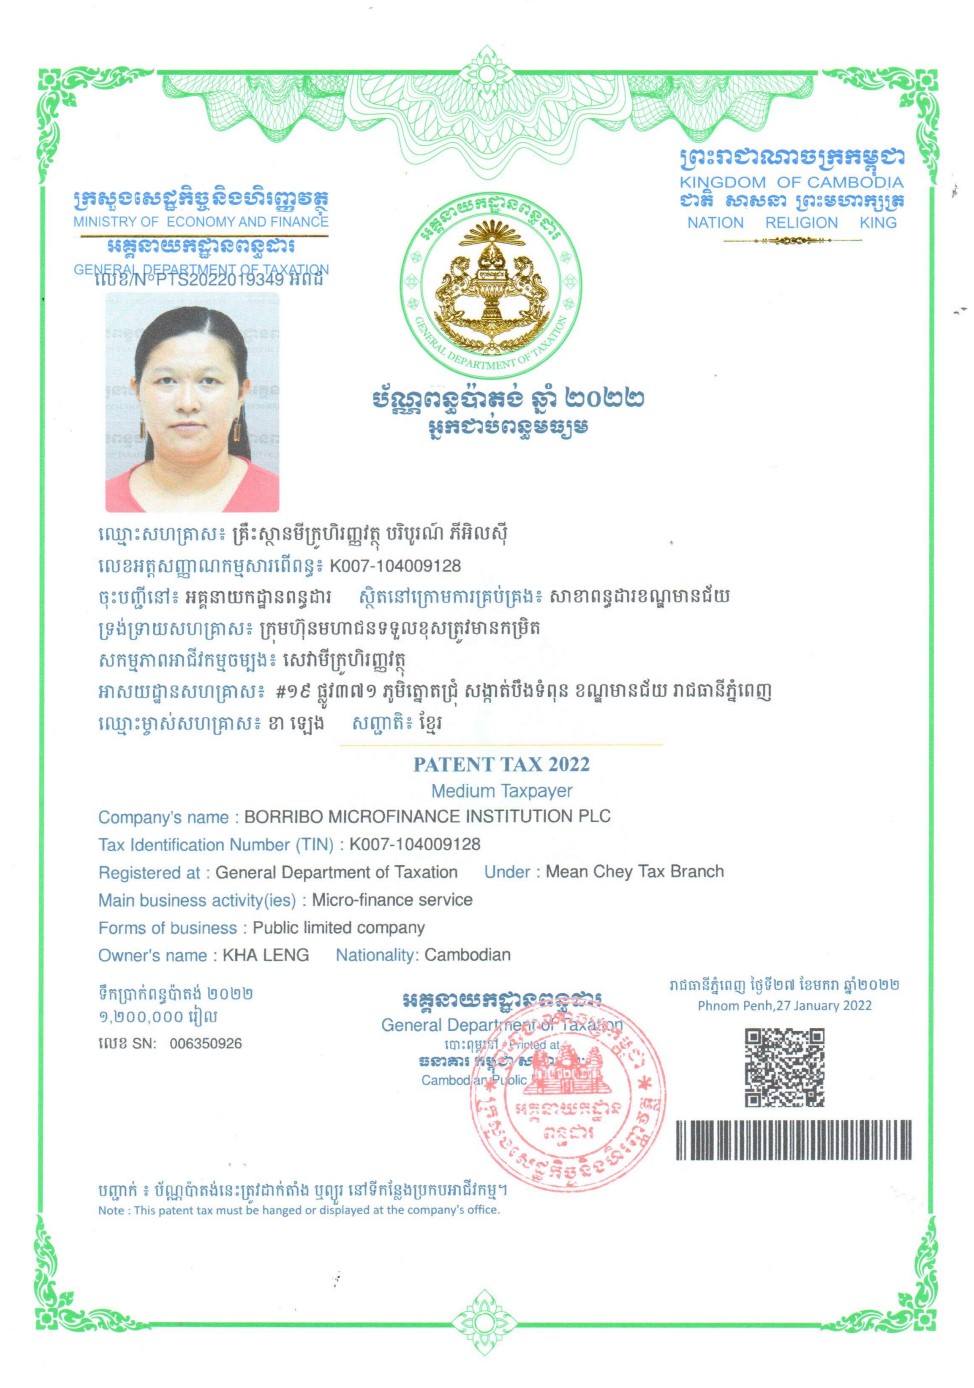 ព្រះរាជាណាចក្រកម្ពុជា
KINGDOM OF CAMBODIA
ជាតិ សាសនា ព្រះមហាក្សត្រ
NATION RELIGION KING
ក្រសួងសេដ្ឋកិច្ចនិងហិរញ្ញវត្ថុ
MINISTRY OF ECONOMY AND FINANCE
អគ្គនាយកដ្ឋានពន្ធដារ
GENERAL DEPARTMENT OF TAXATION
លេខ/N°PTS2022019349 អពដ
អគ្គនាយកដ្ឋានពន្ធដារ
GENERAL DEPARTMENT OF TAXATION
ប័ណ្ណពន្ធប៉ាតង់ ឆ្នាំ ២០២២
អ្នកជាប់ពន្ធមធ្យម
ឈ្មោះសហគ្រាស៖ គ្រឹះស្ថានមីក្រូហិរញ្ញវត្ថុ បរិបូរណ៍ ភីអិលស៊ី
លេខអត្តសញ្ញាណកម្មសារពើពន្ធ៖ K007-104009128
ចុះបញ្ជីនៅ៖ អគ្គនាយកដ្ឋានពន្ធដារ ស្ថិតនៅក្រោមការគ្រប់គ្រង៖ សាខាពន្ធដារខណ្ឌមានជ័យ
ទ្រង់ទ្រាយសហគ្រាស៖ ក្រុមហ៊ុនមហាជនទទួលខុសត្រូវមានកម្រិត
សកម្មភាពអាជីវកម្មចម្បង៖ សេវាមីក្រូហិរញ្ញវត្ថុ
អាសយដ្ឋានសហគ្រាស៖ #១៩ ផ្លូវ៣៧១ ភូមិត្នោតជ្រុំ សង្កាត់បឹងទំពុន ខណ្ឌមានជ័យ រាជធានីភ្នំពេញ
ឈ្មោះម្ចាស់សហគ្រាស៖ ខា ឡេង សញ្ជាតិ៖ ខ្មែរ
PATENT TAX 2022
Medium Taxpayer
Company's name : BORRIBO MICROFINANCE INSTITUTION PLC
Tax Identification Number (TIN) : K007-104009128
Registered at : General Department of Taxation Under : Mean Chey Tax Branch
Main business activity(ies) : Micro-finance service
Forms of business : Public limited company
Owner's name : KHA LENG Nationality: Cambodian
ទឹកប្រាក់ពន្ធប៉ាតង់ ២០២២
១,២០០,០០០ រៀល
លេខ SN: 006350926
អគ្គនាយកដ្ឋានពន្ធដារ
General Department of Taxation
បោះពុម្ពនៅ - Printed at
ធនាគារ កម្ពុជា
Cambodian Public
អគ្គនាយកដ្ឋាន
ពន្ធដារ
ក្រសួងសេដ្ឋកិច្ចនិងហិរញ្ញវត្ថុ
រាជធានីភ្នំពេញ ថ្ងៃទី២៧ ខែមករា ឆ្នាំ២០២២
Phnom Penh,27 January 2022
បញ្ជាក់ ៖ ប័ណ្ណប៉ាតង់នេះត្រូវដាក់តាំង ឬព្យួរ នៅទីកន្លែងប្រកបអាជីវកម្ម។
Note : This patent tax must be hanged or displayed at the company's office.